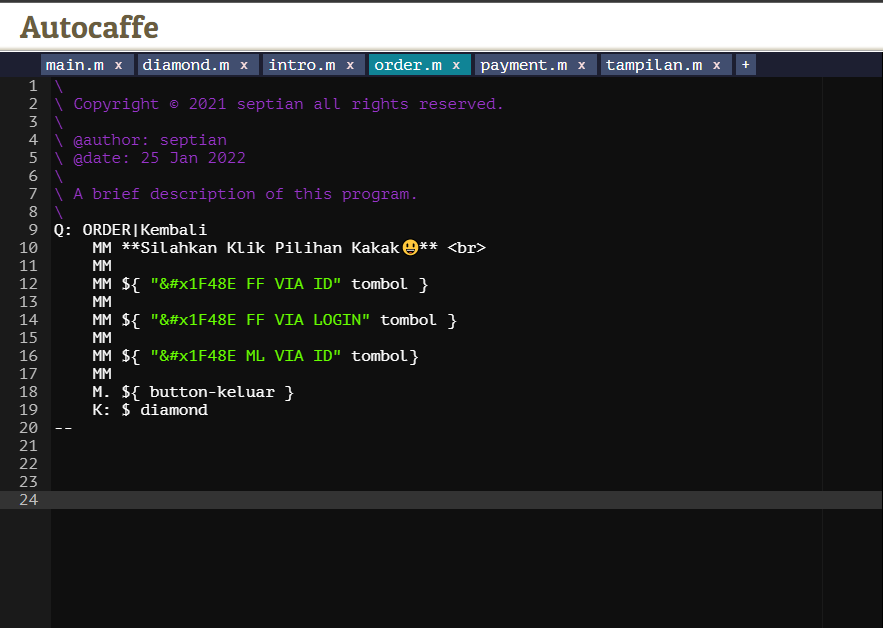 Autocaffe
main.m x diamond.m x intro.m x order.m x payment.m x tampilan.m x +
1 \
2 \ Copyright © 2021 septian all rights reserved.
3 \
4 \ @author: septian
5 \ @date: 25 Jan 2022
6 \
7 \ A brief description of this program.
8 \
9 Q: ORDER|Kembali
10 MM **Silahkan Klik Pilihan Kakak😃** <br>
11 MM
12 MM ${ "&#x1F48E FF VIA ID" tombol }
13 MM
14 MM ${ "&#x1F48E FF VIA LOGIN" tombol }
15 MM
16 MM ${ "&#x1F48E ML VIA ID" tombol}
17 MM
18 M. ${ button-keluar }
19 K: $ diamond
20 --
21
22
23
24